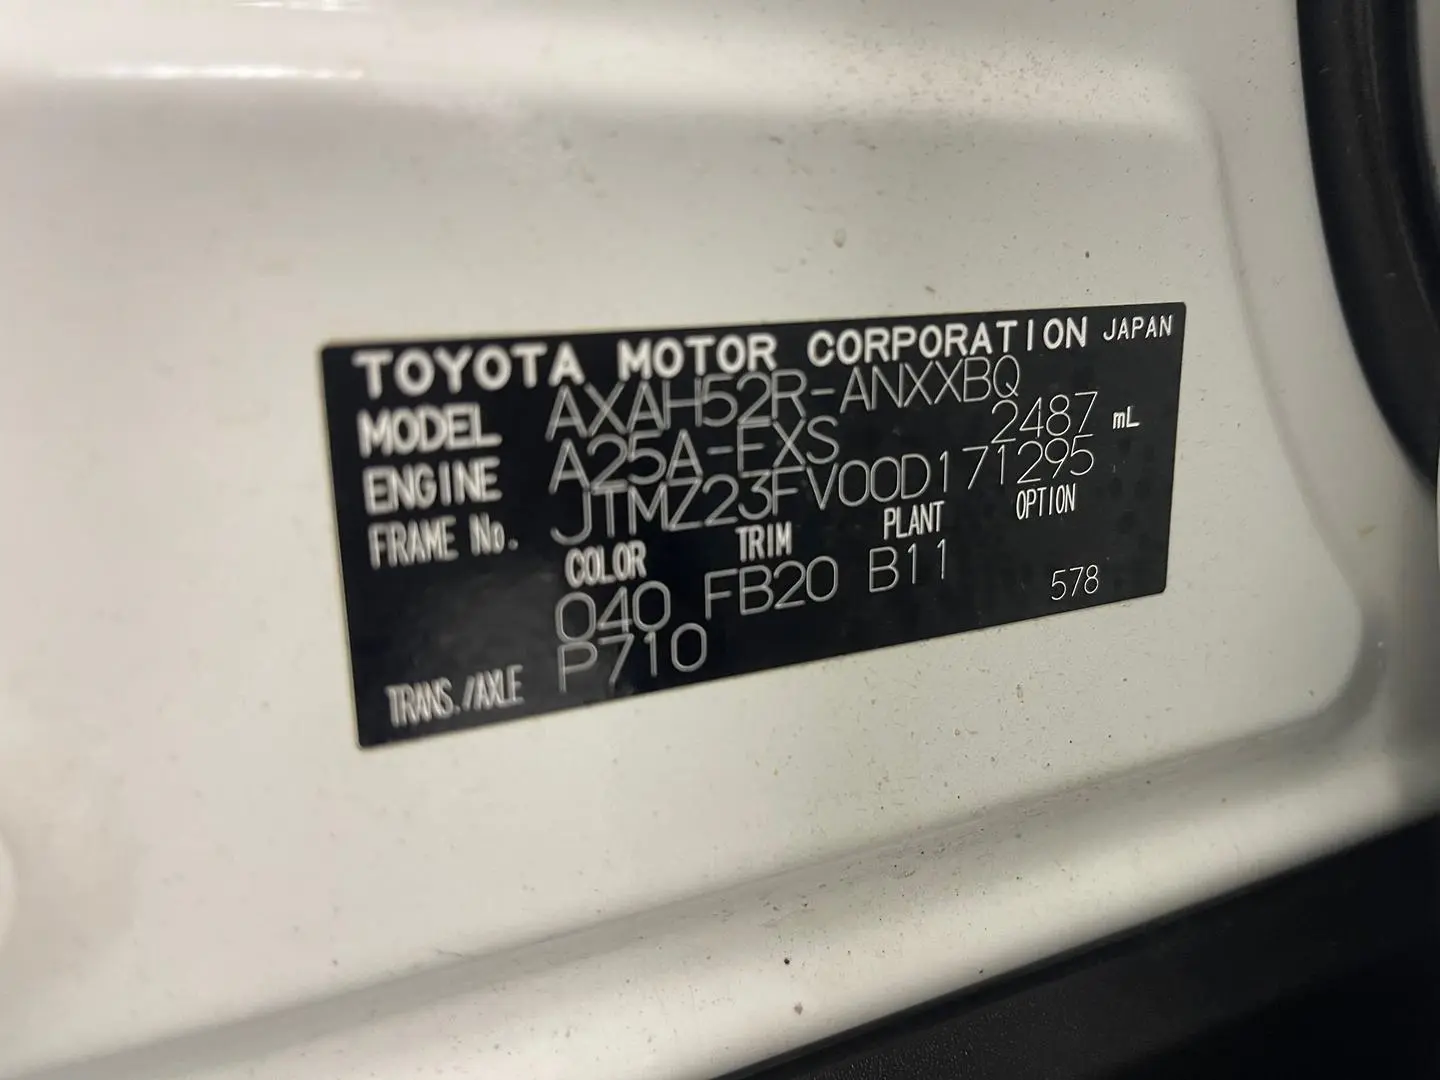 TOYOTA MOTOR CORPORATION JAPAN
MODEL AXAH52R-ANXXBQ
ENGINE A25A-FXS 2487 mL
FRAME No. JTMZ23FV00D171295
COLOR TRIM PLANT OPTION
040 FB20 B11 578
TRANS./AXLE P710